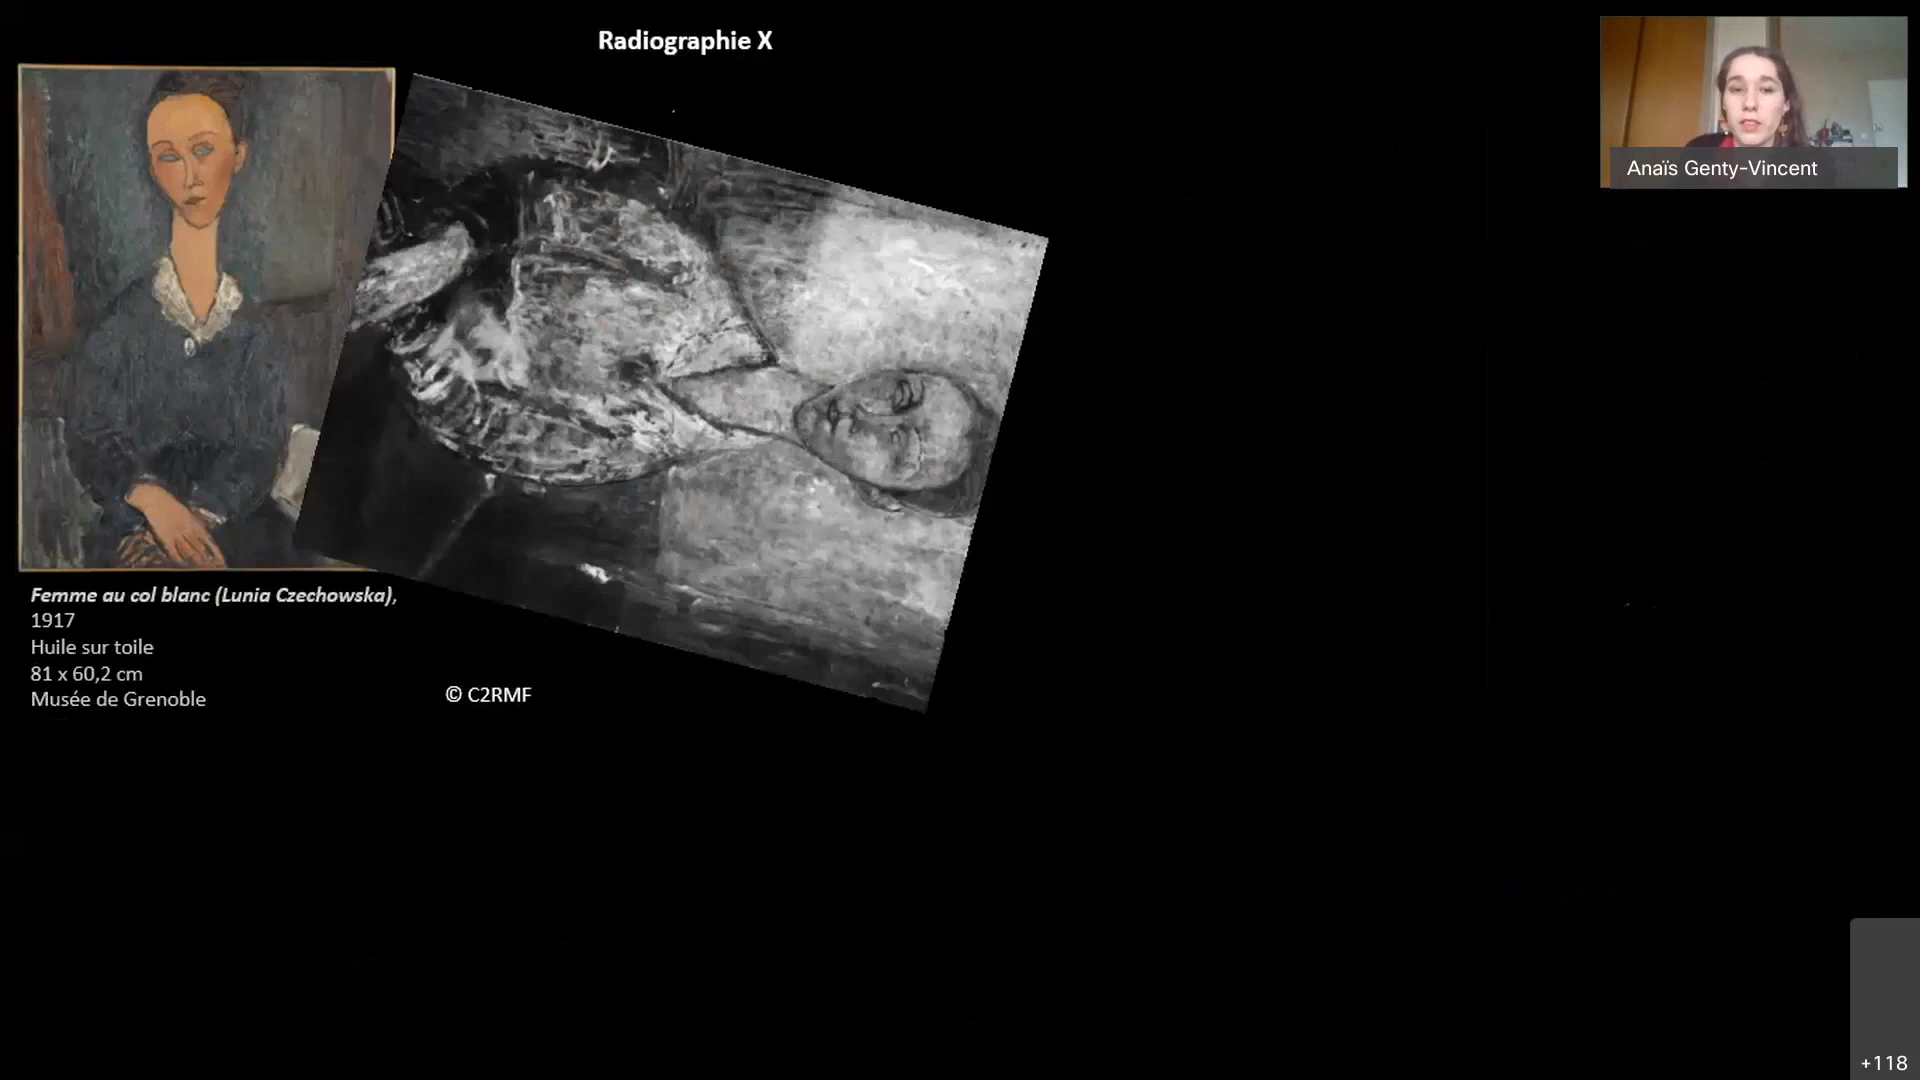 Radiographie X
Anaïs Genty-Vincent
Femme au col blanc (Lunia Czechowska),
1917
Huile sur toile
81 x 60,2 cm
Musée de Grenoble
© C2RMF
+118